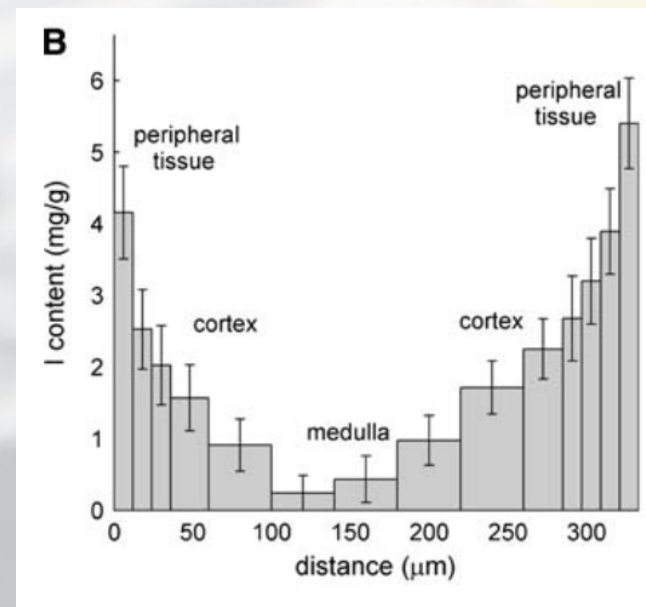 B
peripheral
tissue
peripheral
tissue
cortex
cortex
medulla
I content (mg/g)
6
5
4
3
2
1
0
0 50 100 150 200 250 300
distance (μm)